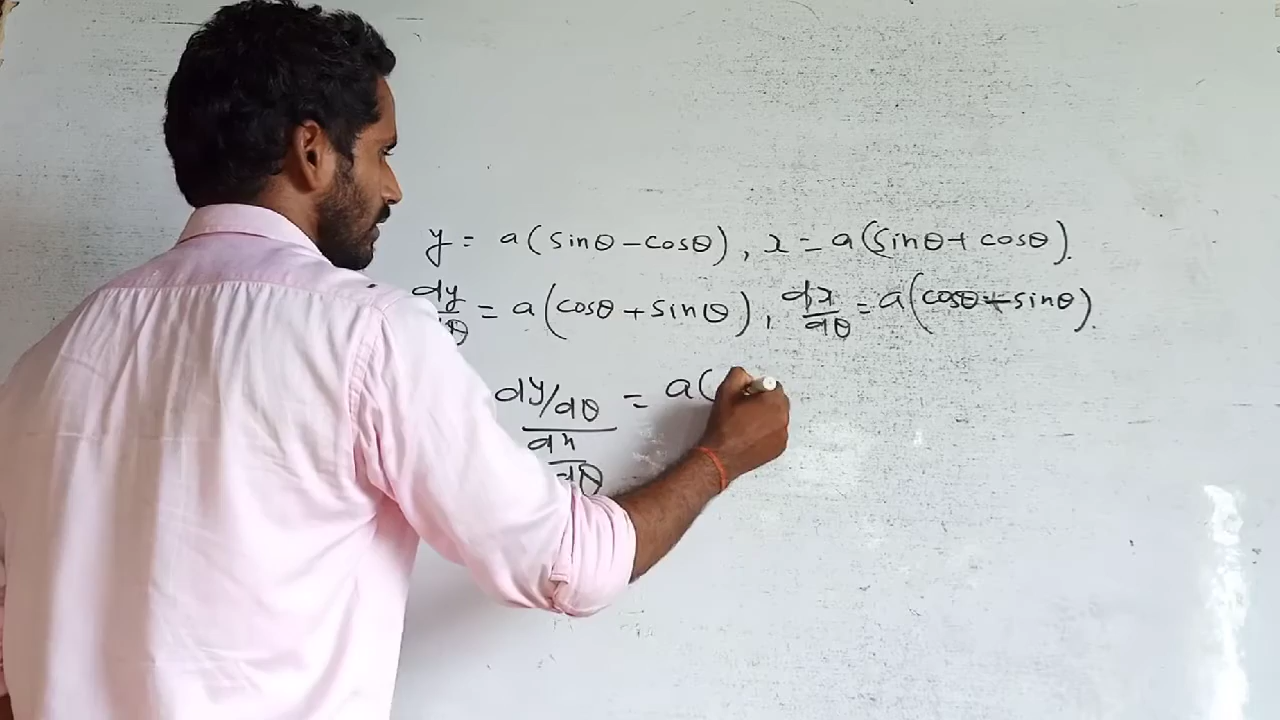 y = a(sinθ - cosθ), x = a(sinθ + cosθ).
dy/dθ = a(cosθ + sinθ), dx/dθ = a(cosθ - sinθ).
dy/dθ / dx/dθ = a(